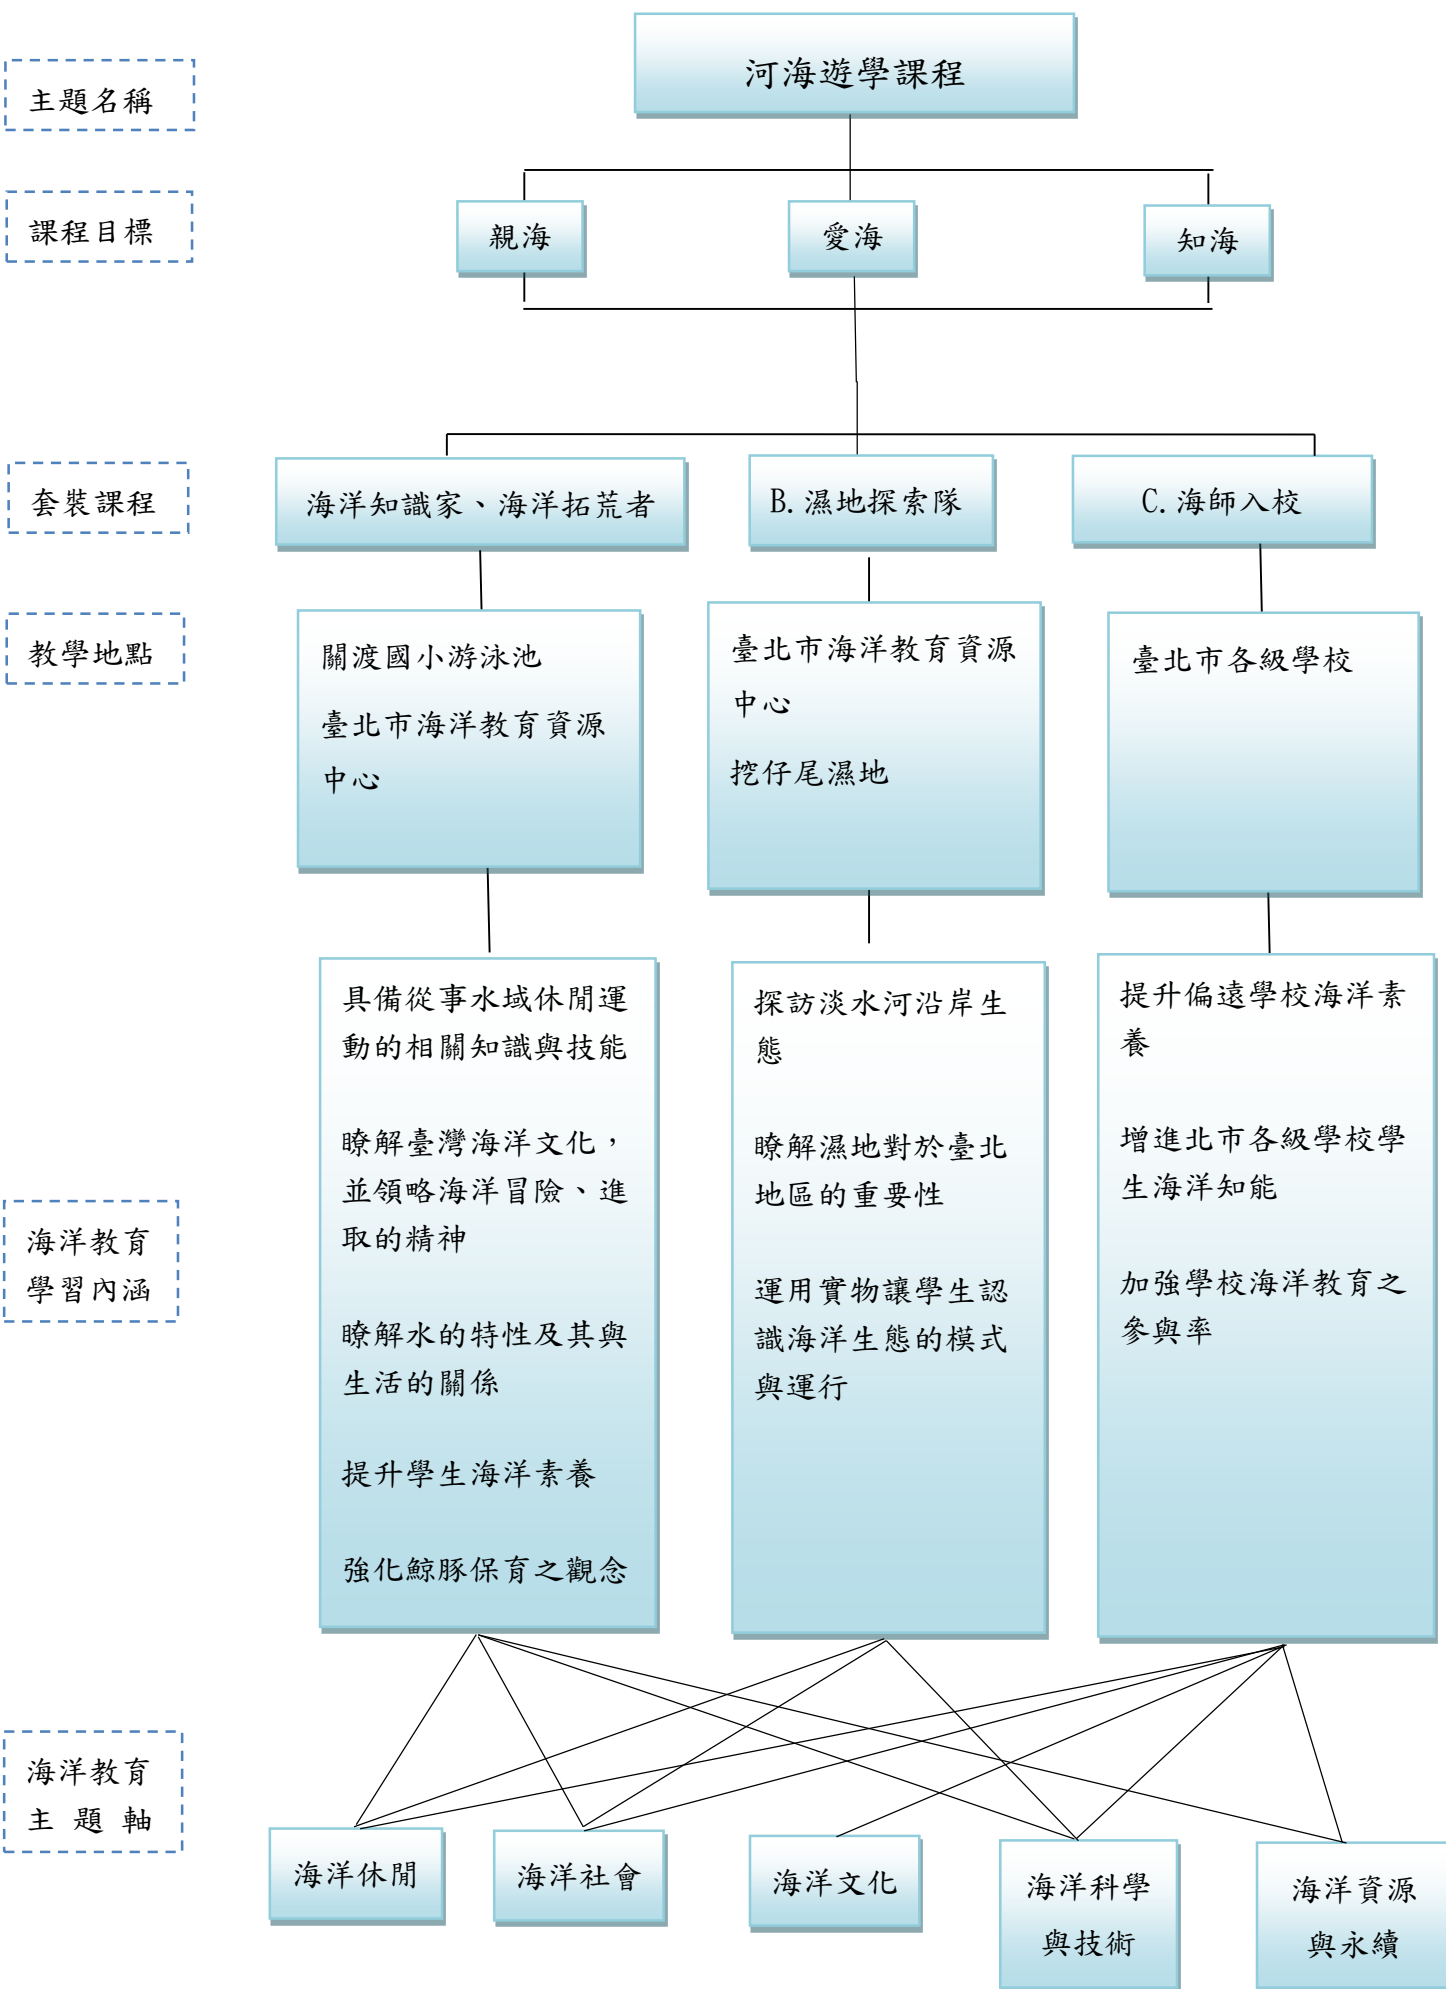 主題名稱
河海遊學課程
課程目標
親海
愛海
知海
套裝課程
海洋知識家、海洋拓荒者
B.濕地探索隊
C.海師入校
教學地點
關渡國小游泳池
臺北市海洋教育資源
中心
臺北市海洋教育資源
中心
挖仔尾濕地
臺北市各級學校
海洋教育
學習內涵
具備從事水域休閒運
動的相關知識與技能
瞭解臺灣海洋文化，
並領略海洋冒險、進
取的精神
瞭解水的特性及其與
生活的關係
提升學生海洋素養
強化鯨豚保育之觀念
探訪淡水河沿岸生
態
瞭解濕地對於臺北
地區的重要性
運用實物讓學生認
識海洋生態的模式
與運行
提升偏遠學校海洋素
養
增進北市各級學校學
生海洋知能
加強學校海洋教育之
參與率
海洋教育
主 題 軸
海洋休閒
海洋社會
海洋文化
海洋科學
與技術
海洋資源
與永續